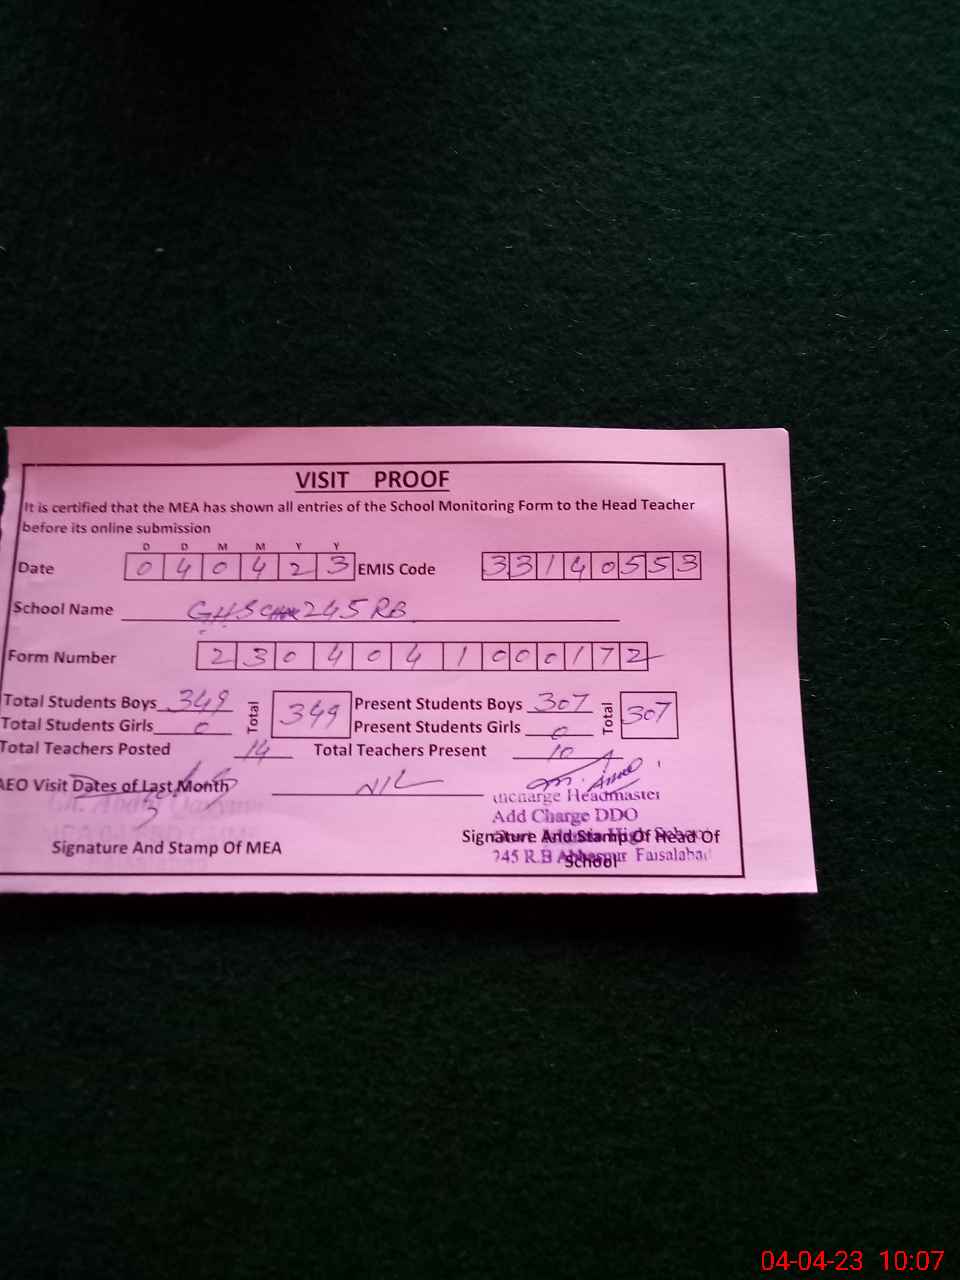 VISIT PROOF
It is certified that the MEA has shown all entries of the School Monitoring Form to the Head Teacher
before its online submission
D D M M Y Y
Date 0 4 0 4 2 3 EMIS Code 3 3 1 4 0 5 5 3
School Name GHS 245 RB
Form Number 2 3 0 4 0 4 1 0 0 0 1 7 2
Total Students Boys 349 Total 349 Present Students Boys 307 Total 307
Total Students Girls 0 Present Students Girls 0
Total Teachers Posted 14 Total Teachers Present 10
AEO Visit Dates of Last Month NIL
Incharge Headmaster
Add Charge DDO
Signature And Stamp Of Head Of
School
245 R.B Faisalabad
Signature And Stamp Of MEA
04-04-23 10:07